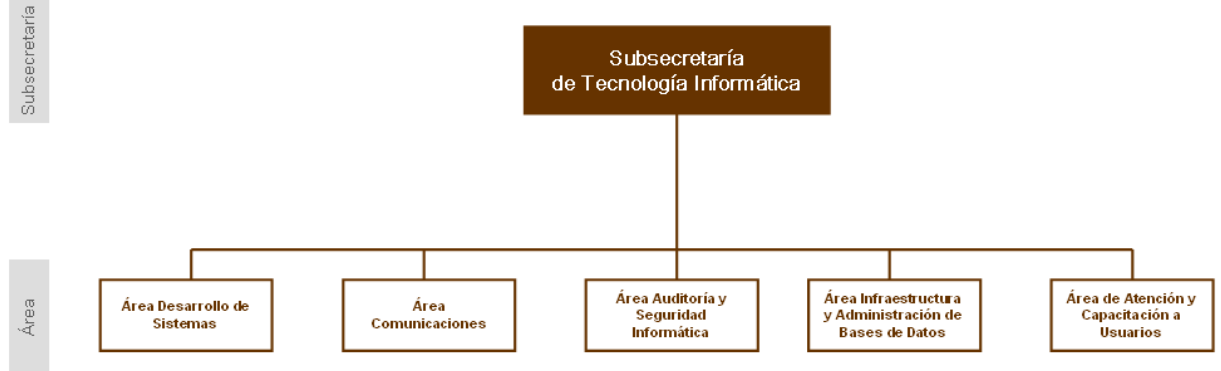 Subsecretaría
Subsecretaría
de Tecnología Informática
Área
Área Desarrollo de
Sistemas
Área
Comunicaciones
Área Auditoría y
Seguridad
Informática
Área Infraestructura
y Administración de
Bases de Datos
Área de Atención y
Capacitación a
Usuarios